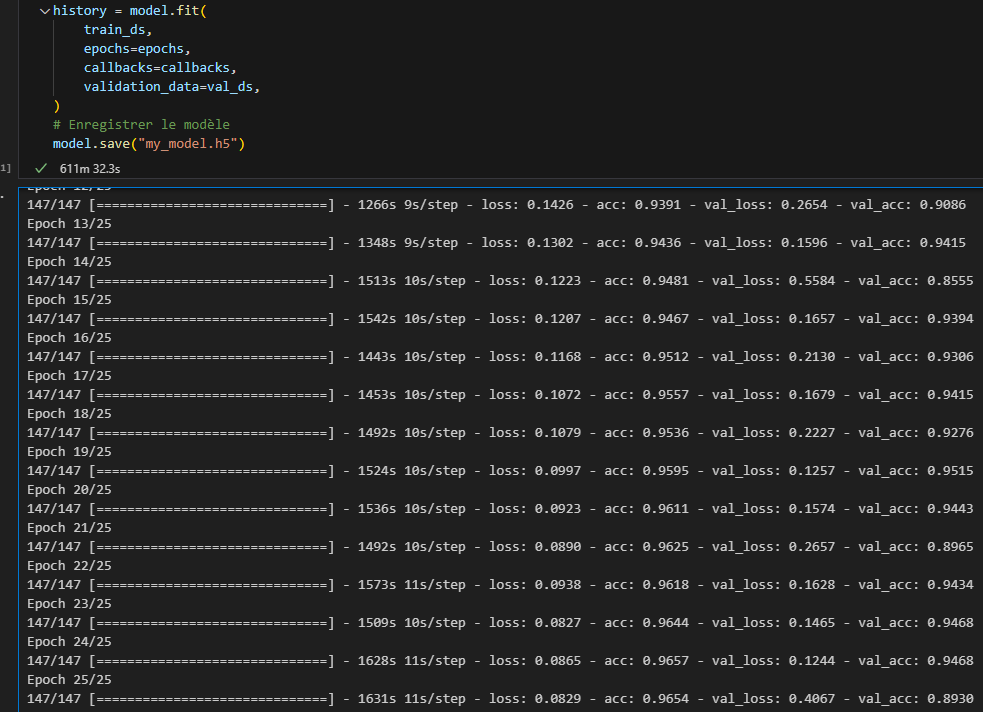 history = model.fit(
    train_ds,
    epochs=epochs,
    callbacks=callbacks,
    validation_data=val_ds,
)
# Enregistrer le modèle
model.save("my_model.h5")
1]
611m 32.3s
Epoch 12/25
147/147 [==============================] - 1266s 9s/step - loss: 0.1426 - acc: 0.9391 - val_loss: 0.2654 - val_acc: 0.9086
Epoch 13/25
147/147 [==============================] - 1348s 9s/step - loss: 0.1302 - acc: 0.9436 - val_loss: 0.1596 - val_acc: 0.9415
Epoch 14/25
147/147 [==============================] - 1513s 10s/step - loss: 0.1223 - acc: 0.9481 - val_loss: 0.5584 - val_acc: 0.8555
Epoch 15/25
147/147 [==============================] - 1542s 10s/step - loss: 0.1207 - acc: 0.9467 - val_loss: 0.1657 - val_acc: 0.9394
Epoch 16/25
147/147 [==============================] - 1443s 10s/step - loss: 0.1168 - acc: 0.9512 - val_loss: 0.2130 - val_acc: 0.9306
Epoch 17/25
147/147 [==============================] - 1453s 10s/step - loss: 0.1072 - acc: 0.9557 - val_loss: 0.1679 - val_acc: 0.9415
Epoch 18/25
147/147 [==============================] - 1492s 10s/step - loss: 0.1079 - acc: 0.9536 - val_loss: 0.2227 - val_acc: 0.9276
Epoch 19/25
147/147 [==============================] - 1524s 10s/step - loss: 0.0997 - acc: 0.9595 - val_loss: 0.1257 - val_acc: 0.9515
Epoch 20/25
147/147 [==============================] - 1536s 10s/step - loss: 0.0923 - acc: 0.9611 - val_loss: 0.1574 - val_acc: 0.9443
Epoch 21/25
147/147 [==============================] - 1492s 10s/step - loss: 0.0890 - acc: 0.9625 - val_loss: 0.2657 - val_acc: 0.8965
Epoch 22/25
147/147 [==============================] - 1573s 11s/step - loss: 0.0938 - acc: 0.9618 - val_loss: 0.1628 - val_acc: 0.9434
Epoch 23/25
147/147 [==============================] - 1509s 10s/step - loss: 0.0827 - acc: 0.9644 - val_loss: 0.1465 - val_acc: 0.9468
Epoch 24/25
147/147 [==============================] - 1628s 11s/step - loss: 0.0865 - acc: 0.9657 - val_loss: 0.1244 - val_acc: 0.9468
Epoch 25/25
147/147 [==============================] - 1631s 11s/step - loss: 0.0829 - acc: 0.9654 - val_loss: 0.4067 - val_acc: 0.8930